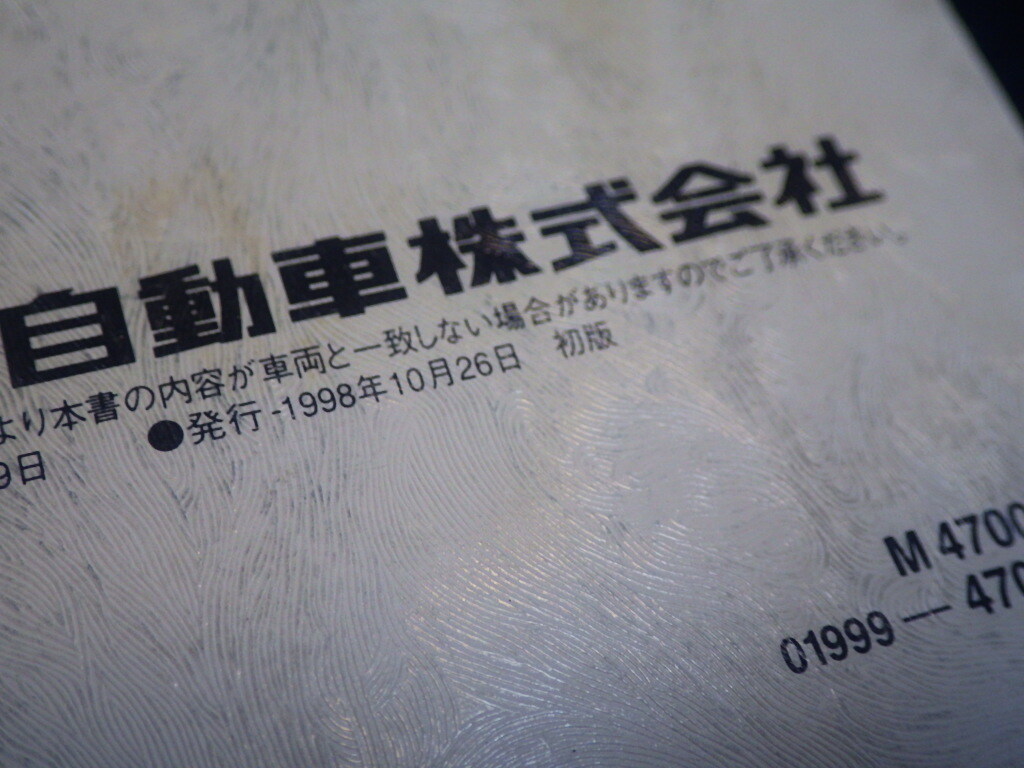 自動車株式会社
より本書の内容が車両と一致しない場合がありますのでご了承ください。
9日 ●発行-1998年10月26日 初版
M 4700
01999—470